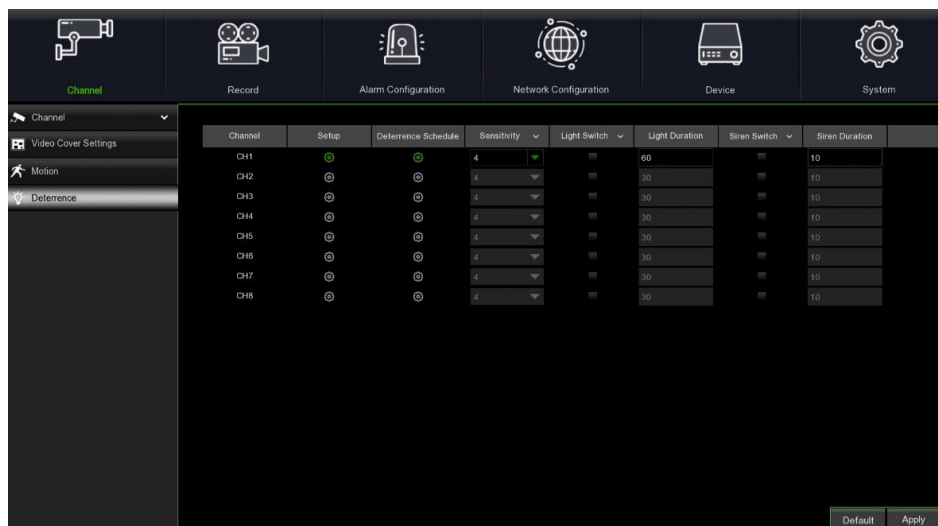 Channel Record Alarm Configuration Network Configuration Device System
Channel
Video Cover Settings
Motion
Deterrence
Channel Setup Deterrence Schedule Sensitivity Light Switch Light Duration Siren Switch Siren Duration
CH1 4 60 10
CH2 4 30 10
CH3 4 30 10
CH4 4 30 10
CH5 4 30 10
CH6 4 30 10
CH7 4 30 10
CH8 4 30 10
Default Apply